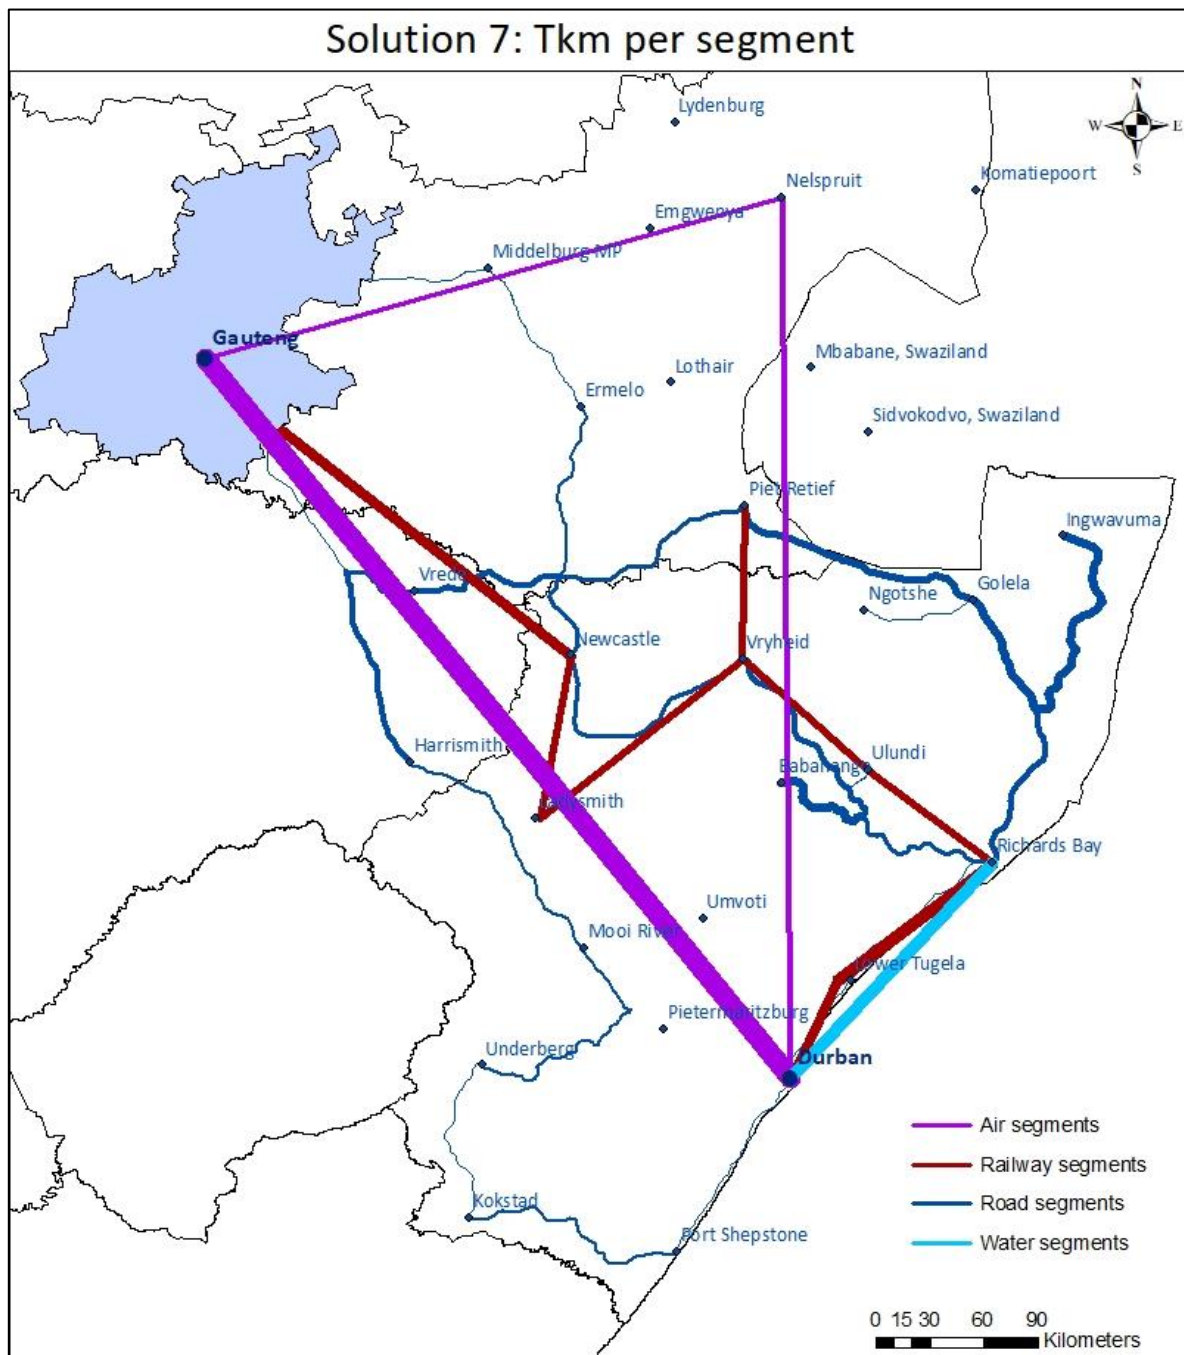 Solution 7: Tkm per segment
N
W E
S
Lydenburg
Komatiepoort
Nelspruit
Emgwenya
Middelburg MP
Gauteng
Mbabane, Swaziland
Lothair
Ermelo
Sidvokodvo, Swaziland
Piet Retief
Ingwavuma
Vrede
Ngotshe
Golela
Newcastle
Vryheid
Harrismith
Ulundi
Babanango
Ladysmith
Richards Bay
Umvoti
Mooi River
Lower Tugela
Pietermaritzburg
Underberg
Durban
Air segments
Railway segments
Kokstad
Road segments
Port Shepstone
Water segments
0 15 30 60 90
Kilometers